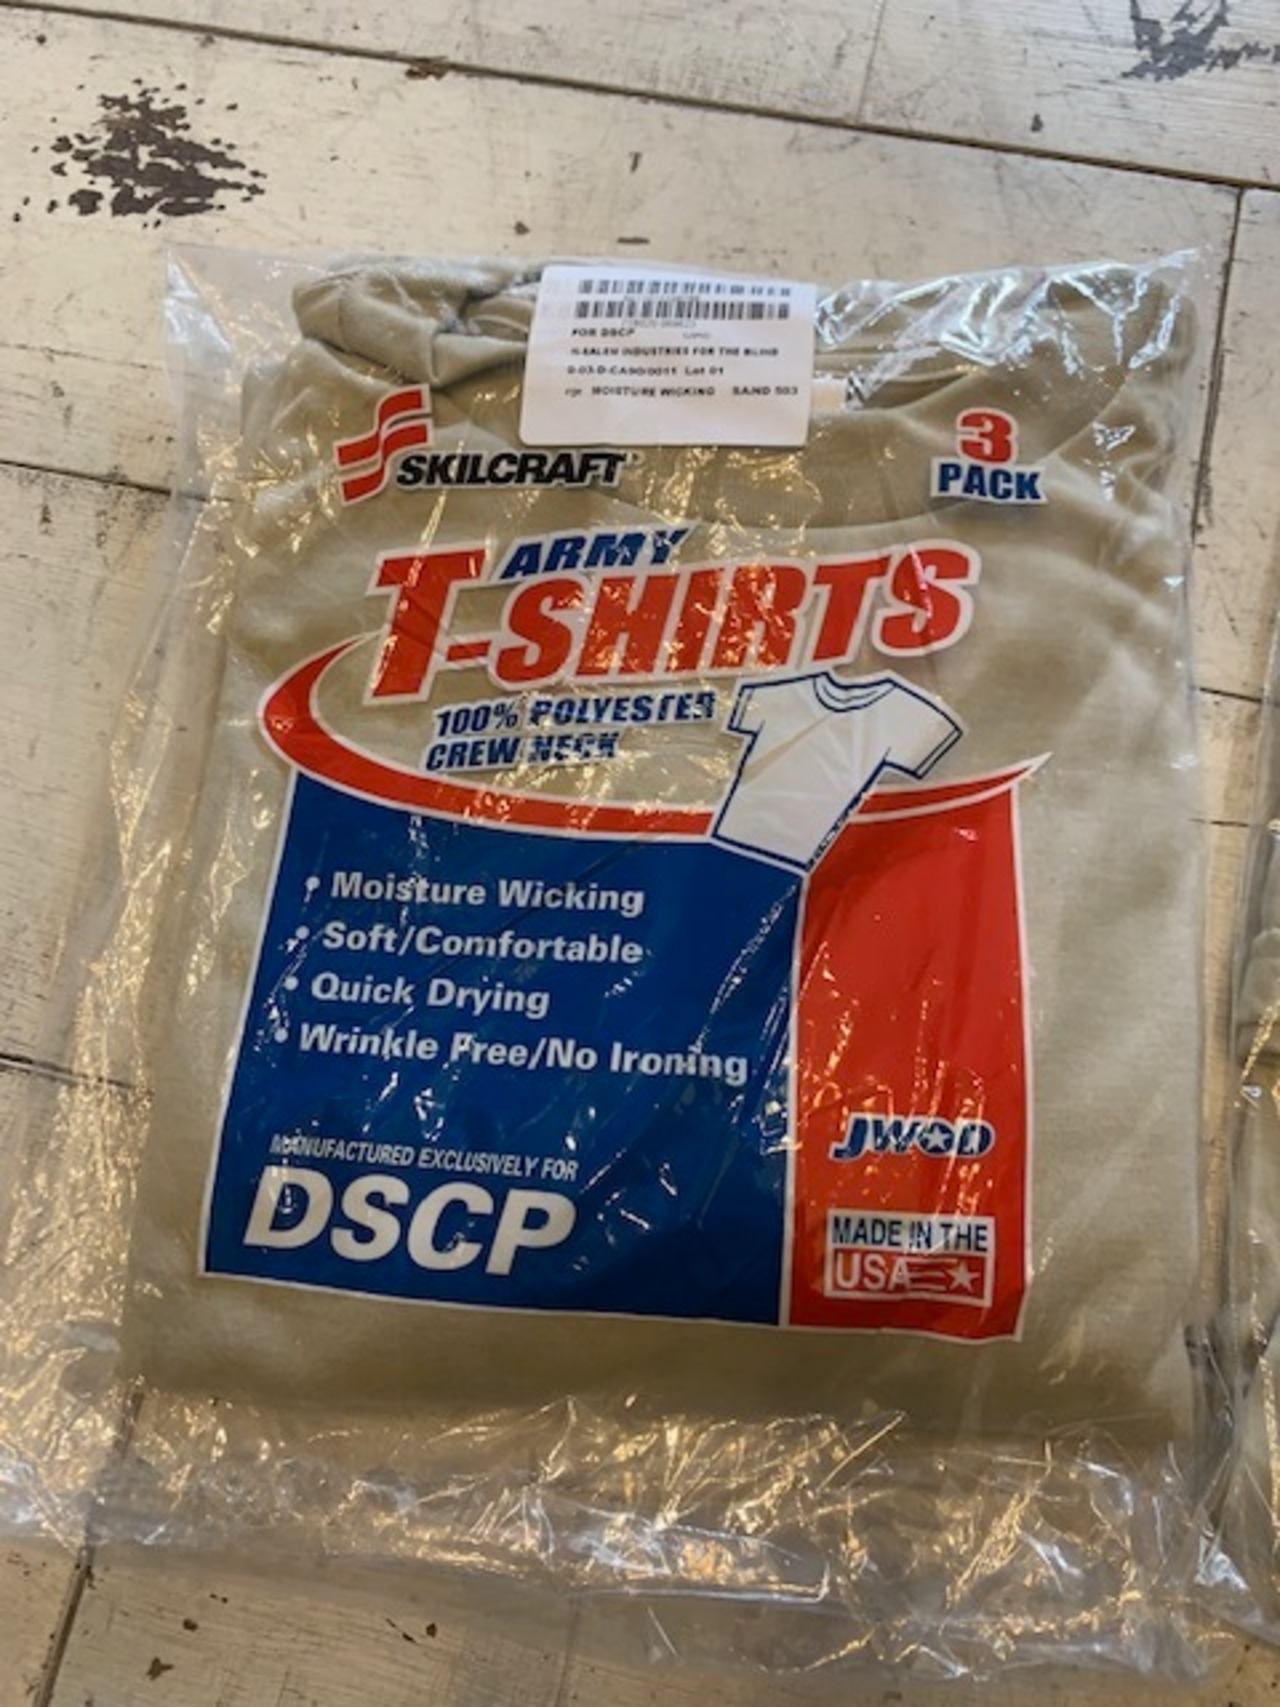 FOR DSCP
N-SALEM INDUSTRIES FOR THE BLIND
Lot 01
MOISTURE WICKING SAND 503
SKILCRAFT
3
PACK
ARMY
T-SHIRTS
100% POLYESTER
CREW NECK
• Moisture Wicking
• Soft/Comfortable
• Quick Drying
• Wrinkle Free/No Ironing
MANUFACTURED EXCLUSIVELY FOR
DSCP
JWOD
MADE IN THE
USA